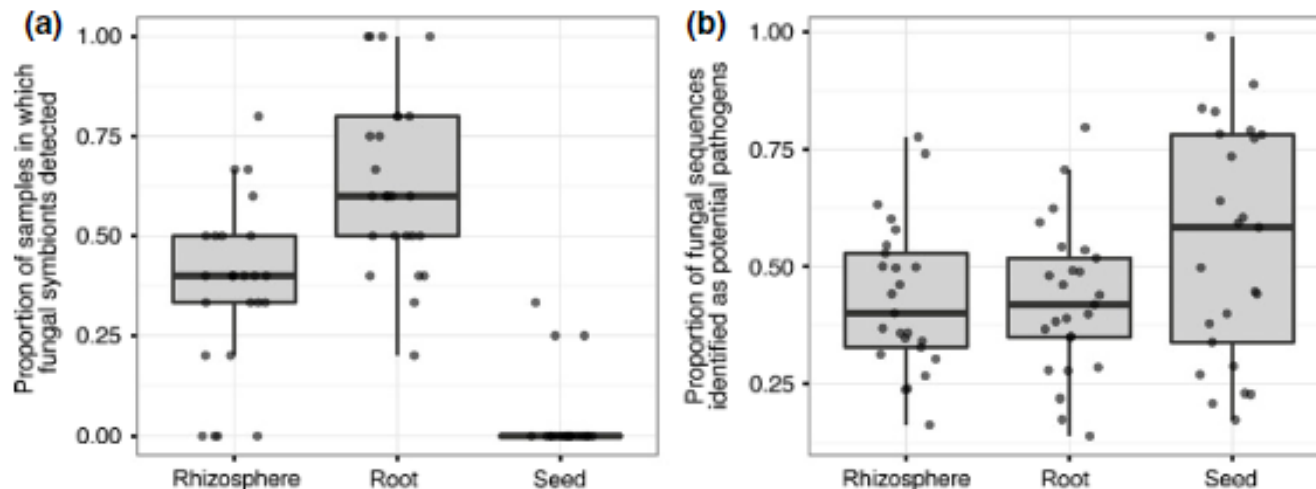 (a)
Proportion of samples in which
fungal symbionts detected
1.00
0.75
0.50
0.25
0.00
Rhizosphere Root Seed
(b)
Proportion of fungal sequences
identified as potential pathogens
1.00
0.75
0.50
0.25
Rhizosphere Root Seed